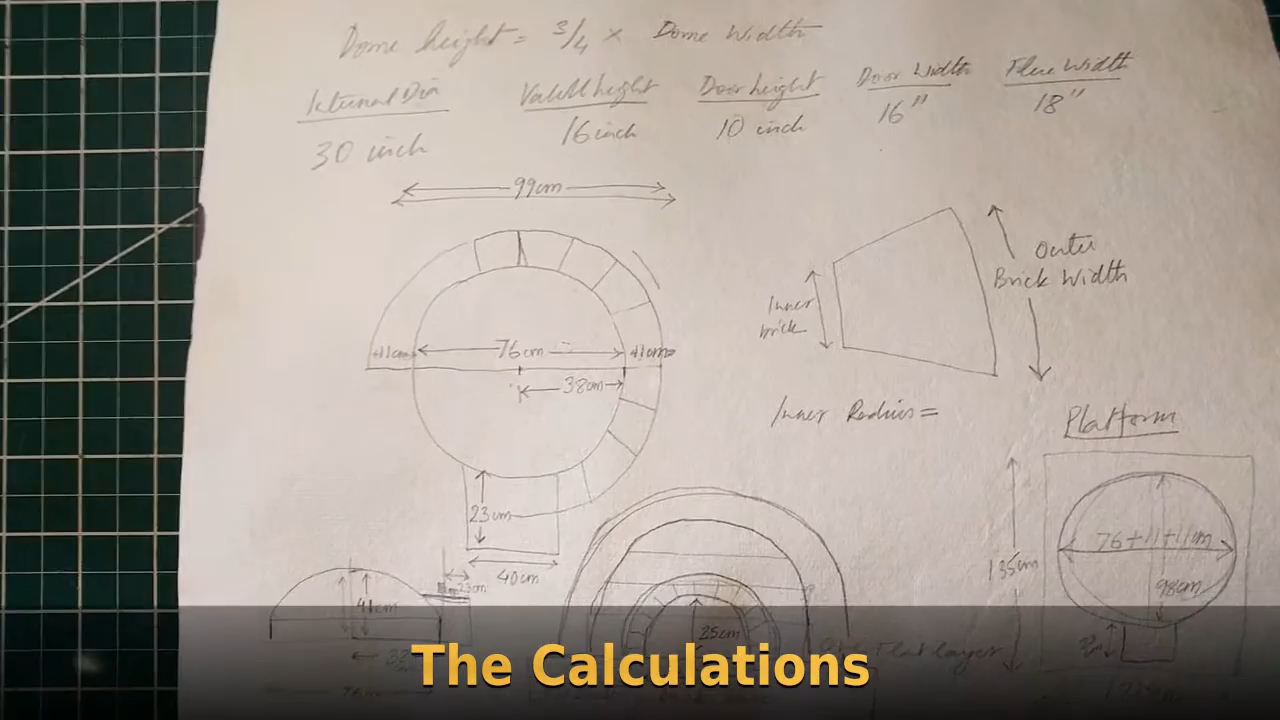 Dome height = 3/4 × Dome Width
Internal Dia
Door height
Door Width
Flue Width
30 inch
16 inch
10 inch
16"
18"
99cm
11cm
76cm
11cm
38cm
23cm
40cm
Inner
brick
Outer
Brick Width
Inner Radius =
Platform
135cm
76+11+11cm
98cm
23cm
41cm
25cm
Flat layer
The Calculations